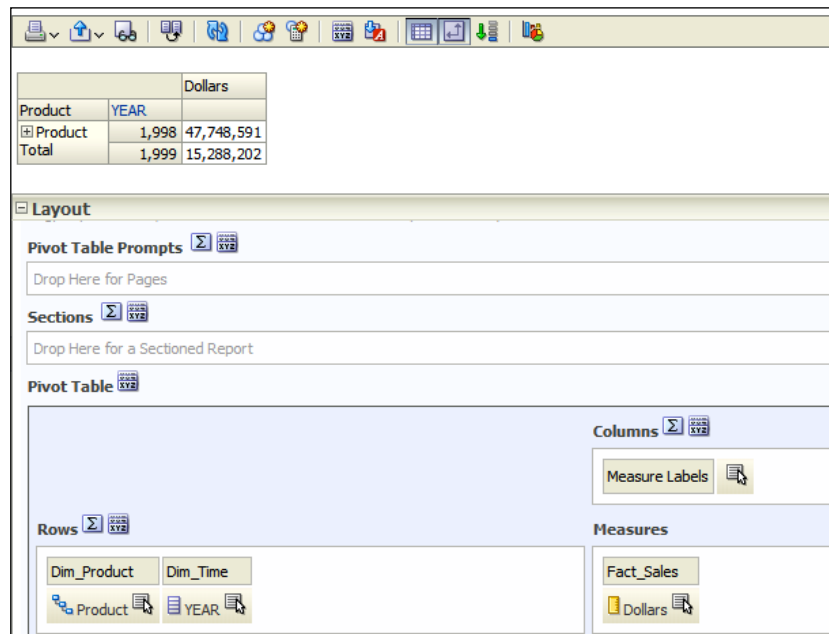 Dollars
Product YEAR
Product Total 1,998 47,748,591
1,999 15,288,202
Layout
Pivot Table Prompts
Drop Here for Pages
Sections
Drop Here for a Sectioned Report
Pivot Table
Columns
Measure Labels
Rows
Measures
Dim_Product Dim_Time
Fact_Sales
Product YEAR
Dollars